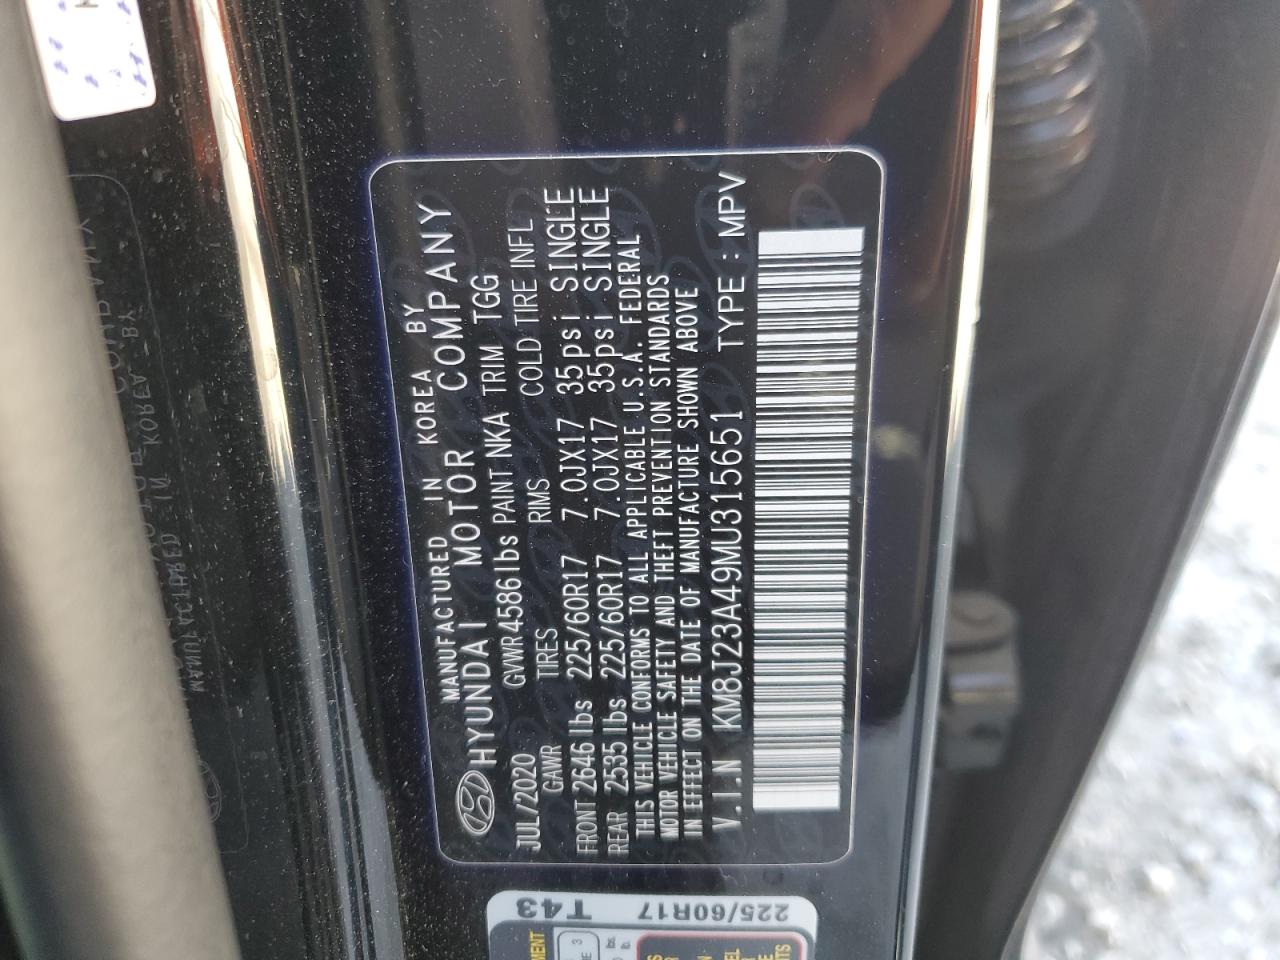 MANUFACTURED IN KOREA BY
HYUNDAI MOTOR COMPANY
JUL/2020 GVWR 4586lbs PAINT NKA TRIM TGG
GAWR TIRES RIMS COLD TIRE INFL
FRONT 2646 lbs 225/60R17 7.0JX17 35psi SINGLE
REAR 2535 lbs 225/60R17 7.0JX17 35psi SINGLE
THIS VEHICLE CONFORMS TO ALL APPLICABLE U.S.A. FEDERAL
MOTOR VEHICLE SAFETY AND THEFT PREVENTION STANDARDS
IN EFFECT ON THE DATE OF MANUFACTURE SHOWN ABOVE
V.I.N KM8J23A49MU315651 TYPE : MPV
T43
225/60R17